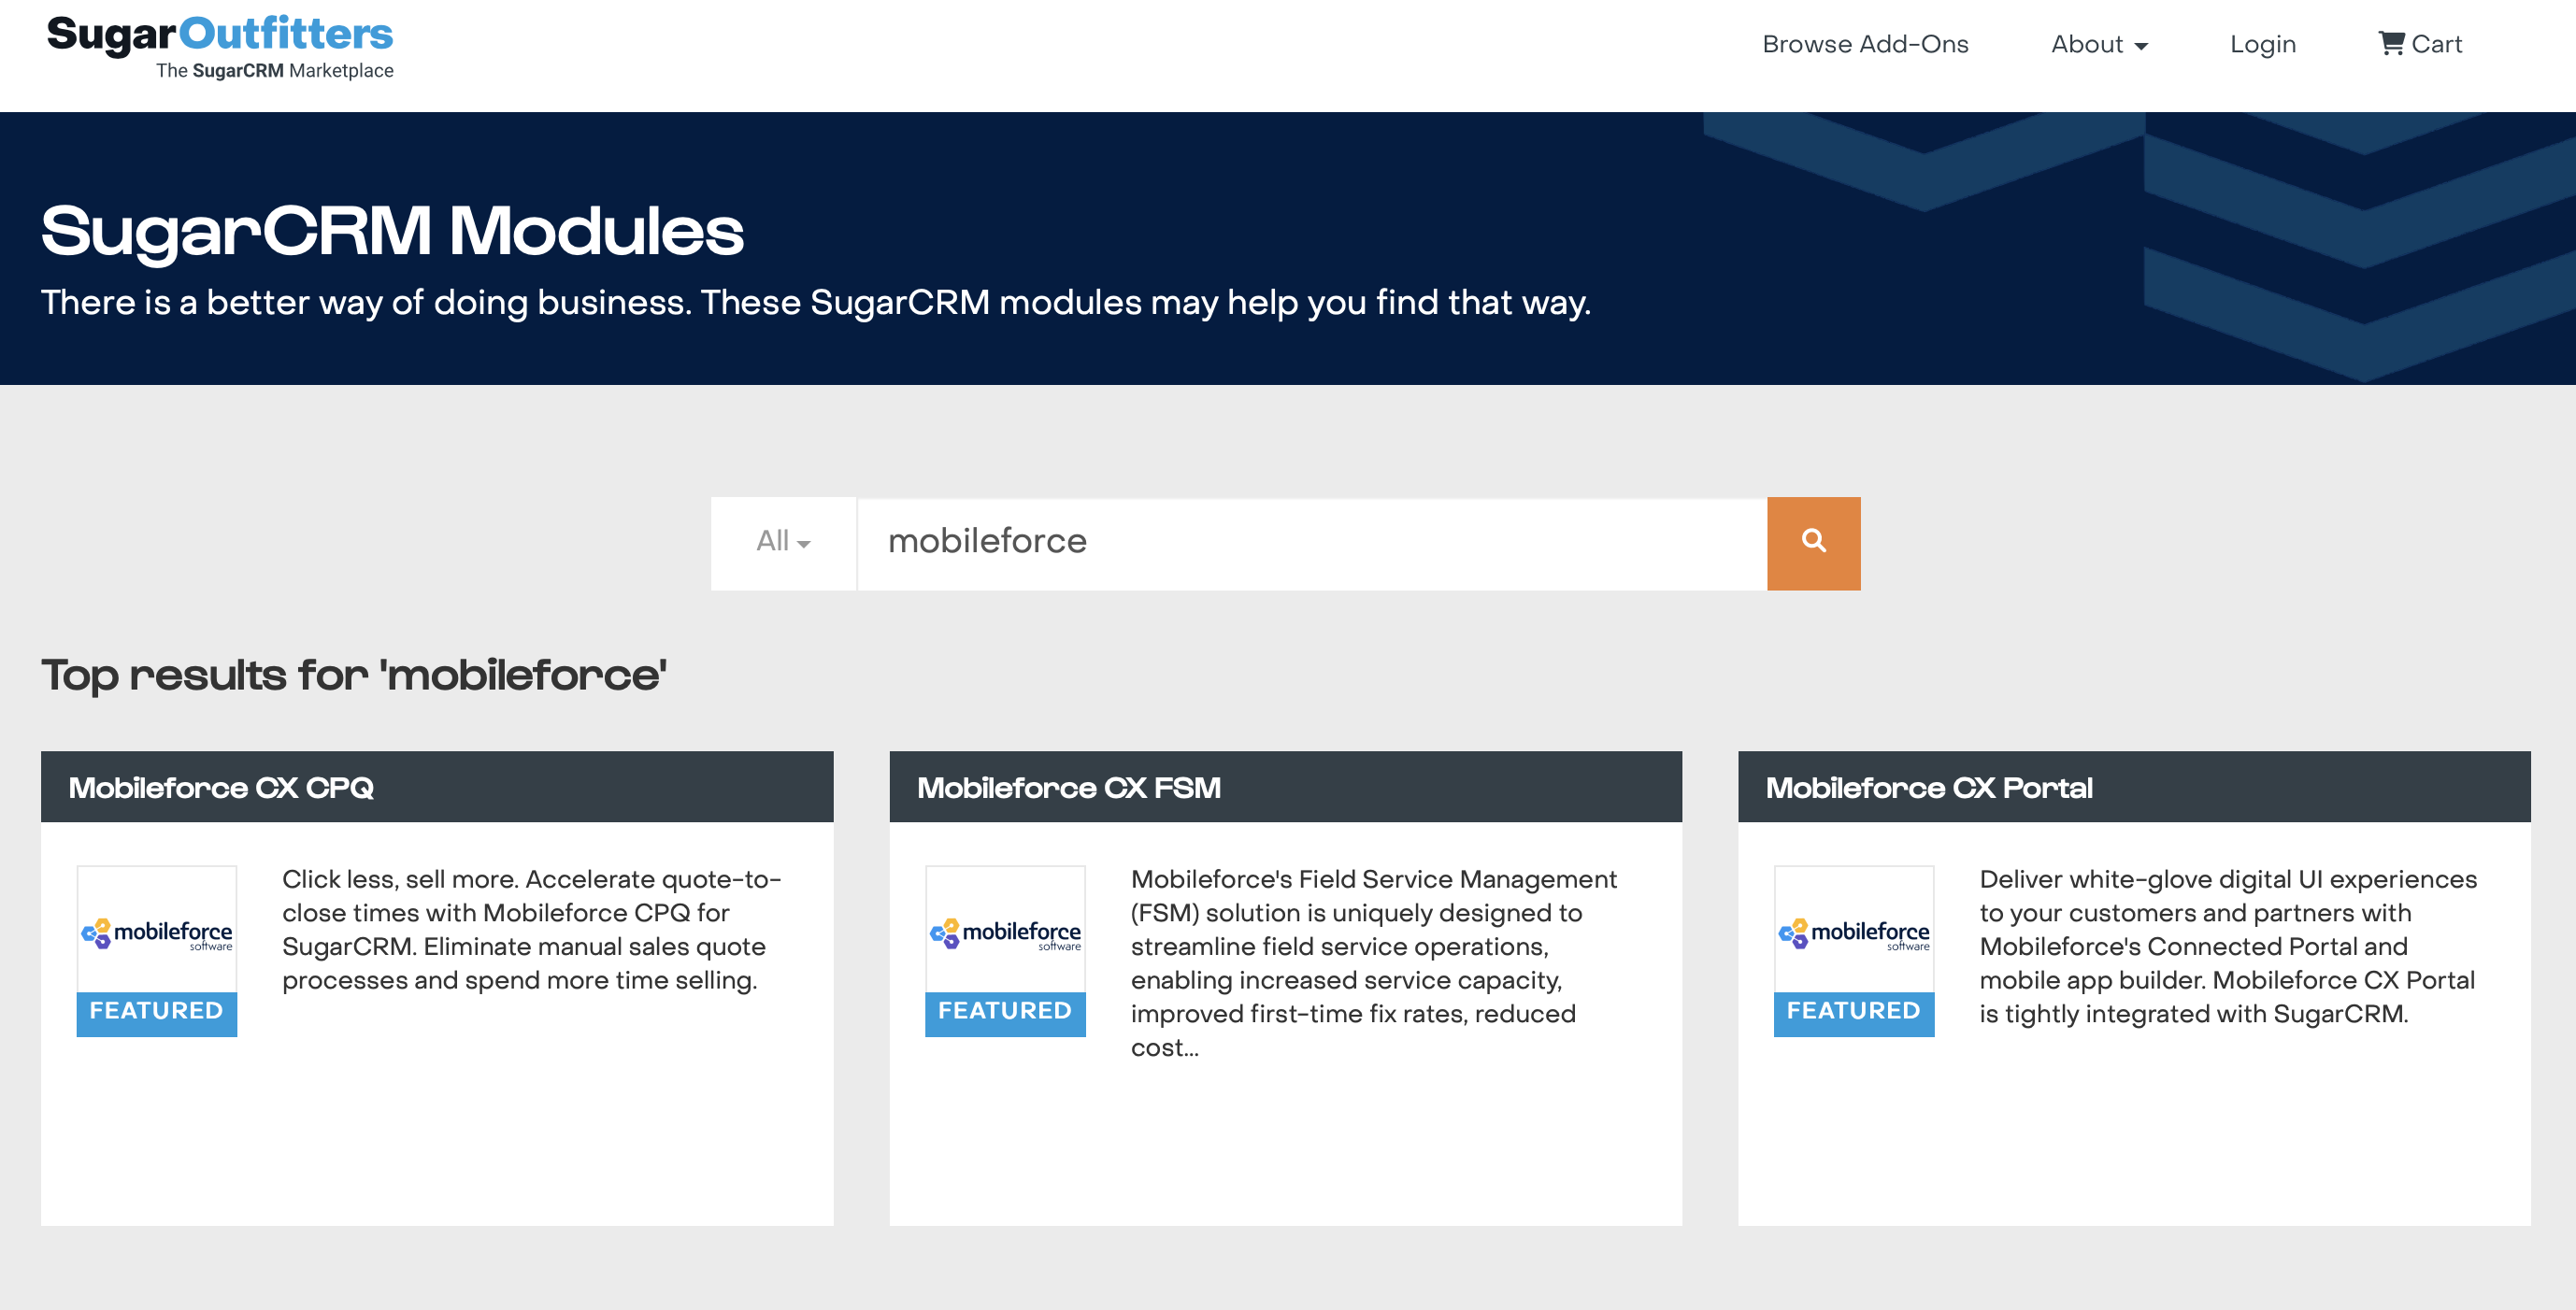 SugarOutfitters
The SugarCRM Marketplace
Browse Add-Ons
About
Login
Cart
SugarCRM Modules
There is a better way of doing business. These SugarCRM modules may help you find that way.
All
mobileforce
Top results for 'mobileforce'
Mobileforce CX CPQ
mobileforce
software
FEATURED
Click less, sell more. Accelerate quote-to-
close times with Mobileforce CPQ for
SugarCRM. Eliminate manual sales quote
processes and spend more time selling.
Mobileforce CX FSM
mobileforce
software
FEATURED
Mobileforce's Field Service Management
(FSM) solution is uniquely designed to
streamline field service operations,
enabling increased service capacity,
improved first-time fix rates, reduced
cost...
Mobileforce CX Portal
mobileforce
software
FEATURED
Deliver white-glove digital UI experiences
to your customers and partners with
Mobileforce's Connected Portal and
mobile app builder. Mobileforce CX Portal
is tightly integrated with SugarCRM.